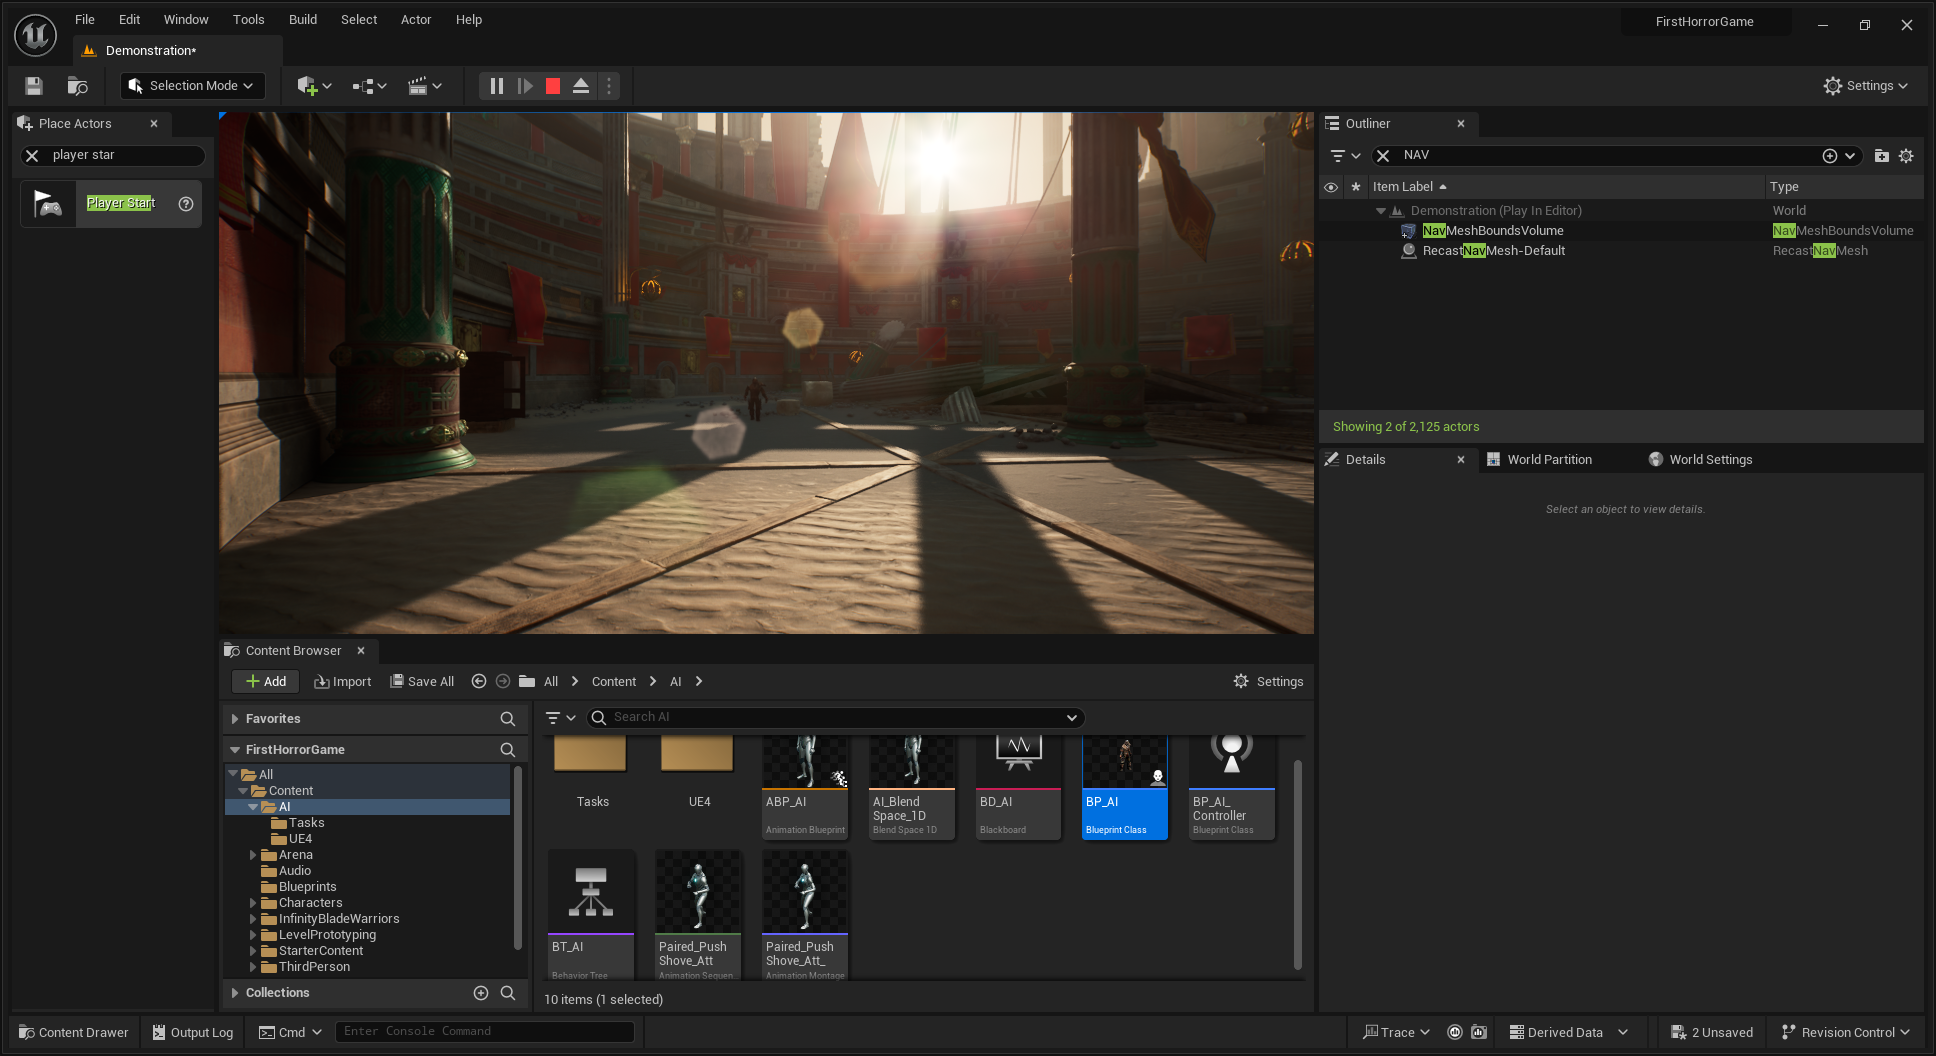 File Edit Window Tools Build Select Actor Help
FirstHorrorGame
Demonstration*
Selection Mode
Settings
Place Actors
player star
Player Start
Outliner
NAV
Item Label Type
Demonstration (Play In Editor) World
NavMeshBoundsVolume NavMeshBoundsVolume
RecastNavMesh-Default RecastNavMesh
Showing 2 of 2,125 actors
Details World Partition World Settings
Select an object to view details.
Content Browser
Add Import Save All All Content AI Settings
Favorites
Search AI
FirstHorrorGame
All
Content
AI
Tasks
UE4
Arena
Audio
Blueprints
Characters
InfinityBladeWarriors
LevelPrototyping
StarterContent
ThirdPerson
Collections
Tasks
UE4
ABP_AI
Animation Blueprint
AI_Blend
Space_1D
Blend Space 1D
BD_AI
Blackboard
BP_AI
Blueprint Class
BP_AI_
Controller
Blueprint Class
BT_AI
Behavior Tree
Paired_Push
Shove_Att
Animation Sequen
Paired_Push
Shove_Att_
Animation Montage
10 items (1 selected)
Content Drawer Output Log Cmd Enter Console Command Trace Derived Data 2 Unsaved Revision Control